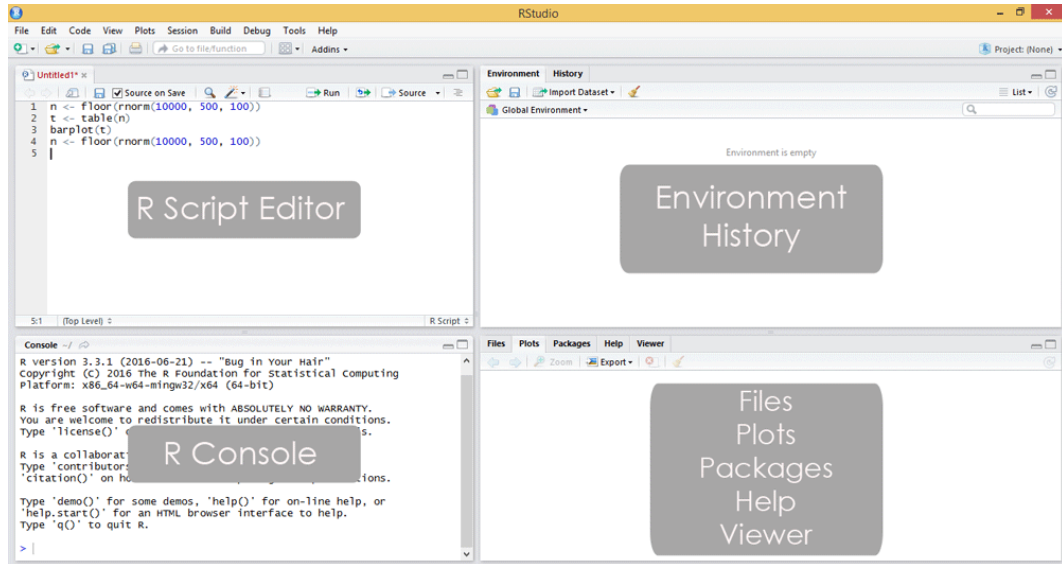 RStudio
File Edit Code View Plots Session Build Debug Tools Help
Go to file/function Addins Project: (None)
Untitled1* ×
Source on Save Run Source
1 n <- floor(rnorm(10000, 500, 100))
2 t <- table(n)
3 barplot(t)
4 n <- floor(rnorm(10000, 500, 100))
5
R Script Editor
5:1 (Top Level) R Script
Environment History
Import Dataset List
Global Environment
Environment is empty
Environment
History
Console ~/
R version 3.3.1 (2016-06-21) -- "Bug in Your Hair"
Copyright (C) 2016 The R Foundation for Statistical Computing
Platform: x86_64-w64-mingw32/x64 (64-bit)
R is free software and comes with ABSOLUTELY NO WARRANTY.
You are welcome to redistribute it under certain conditions.
Type 'license()'
R is a
Type
'citation()' on
R Console
Type 'demo()' for some demos, 'help()' for on-line help, or
'help.start()' for an HTML browser interface to help.
Type 'q()' to quit R.
>
Files Plots Packages Help Viewer
Zoom Export
Files
Plots
Packages
Help
Viewer